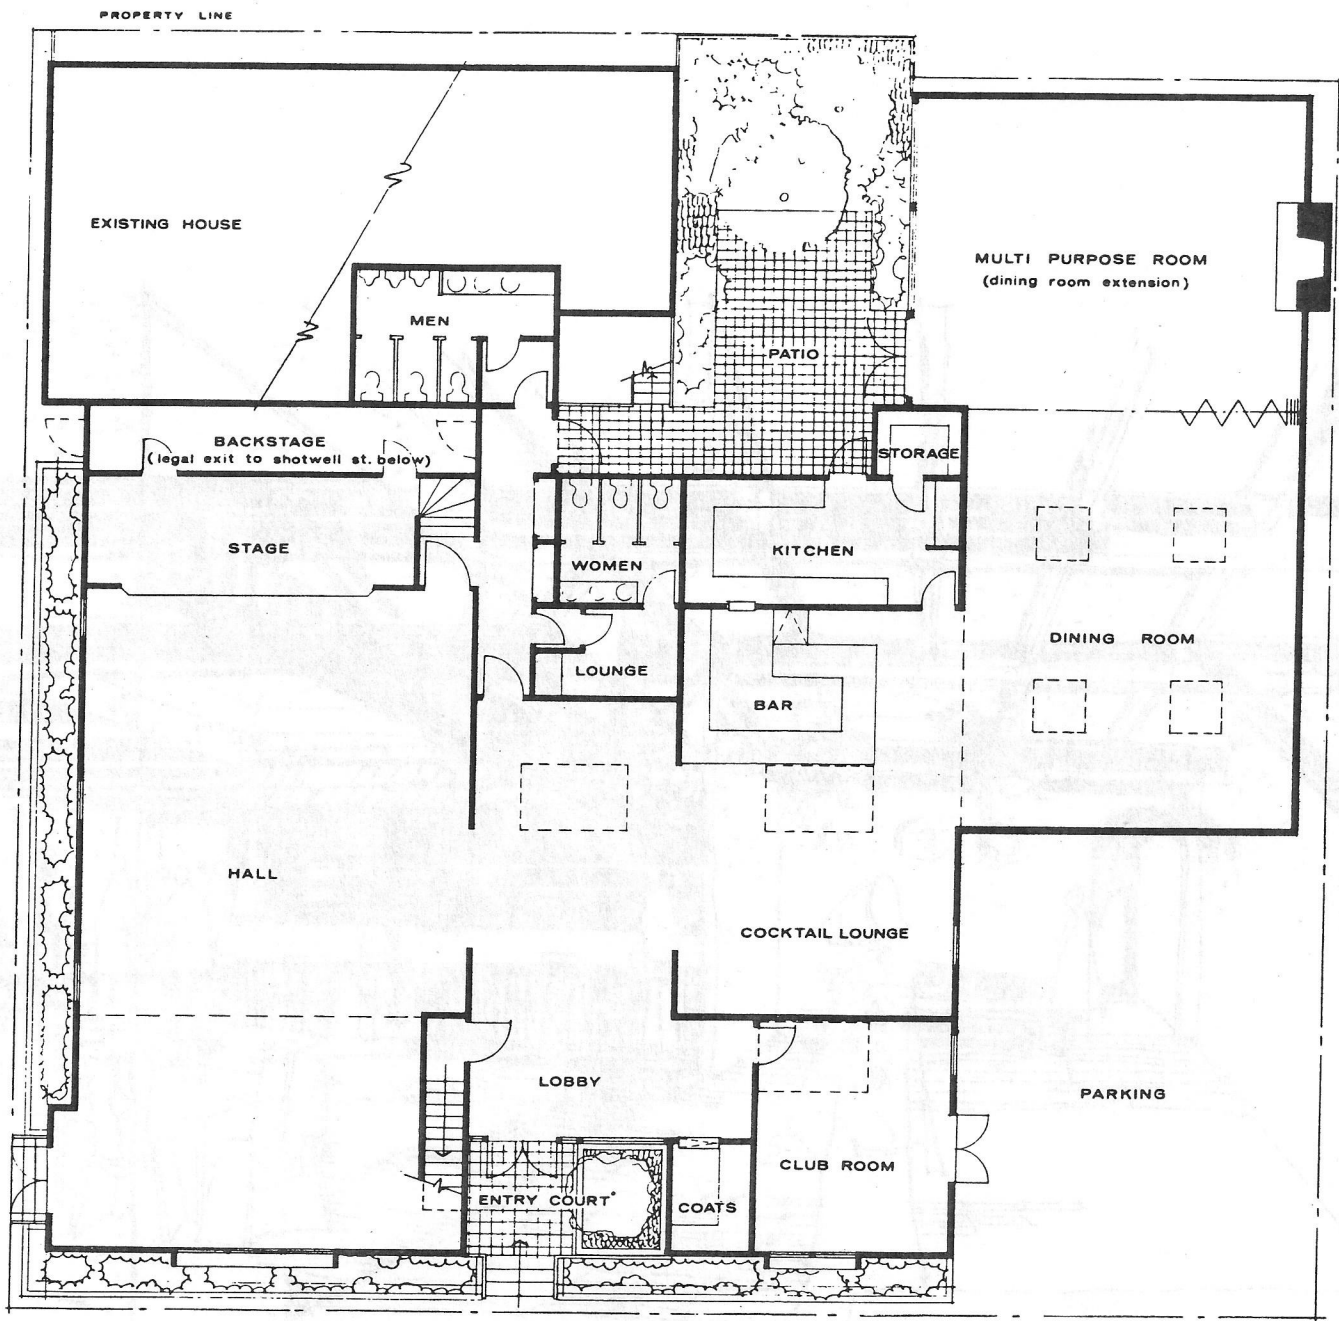 PROPERTY LINE
EXISTING HOUSE
MULTI PURPOSE ROOM
(dining room extension)
MEN
PATIO
BACKSTAGE
(legal exit to shotwell st. below)
STORAGE
STAGE
KITCHEN
WOMEN
DINING ROOM
LOUNGE
BAR
HALL
COCKTAIL LOUNGE
LOBBY
PARKING
CLUB ROOM
ENTRY COURT
COATS